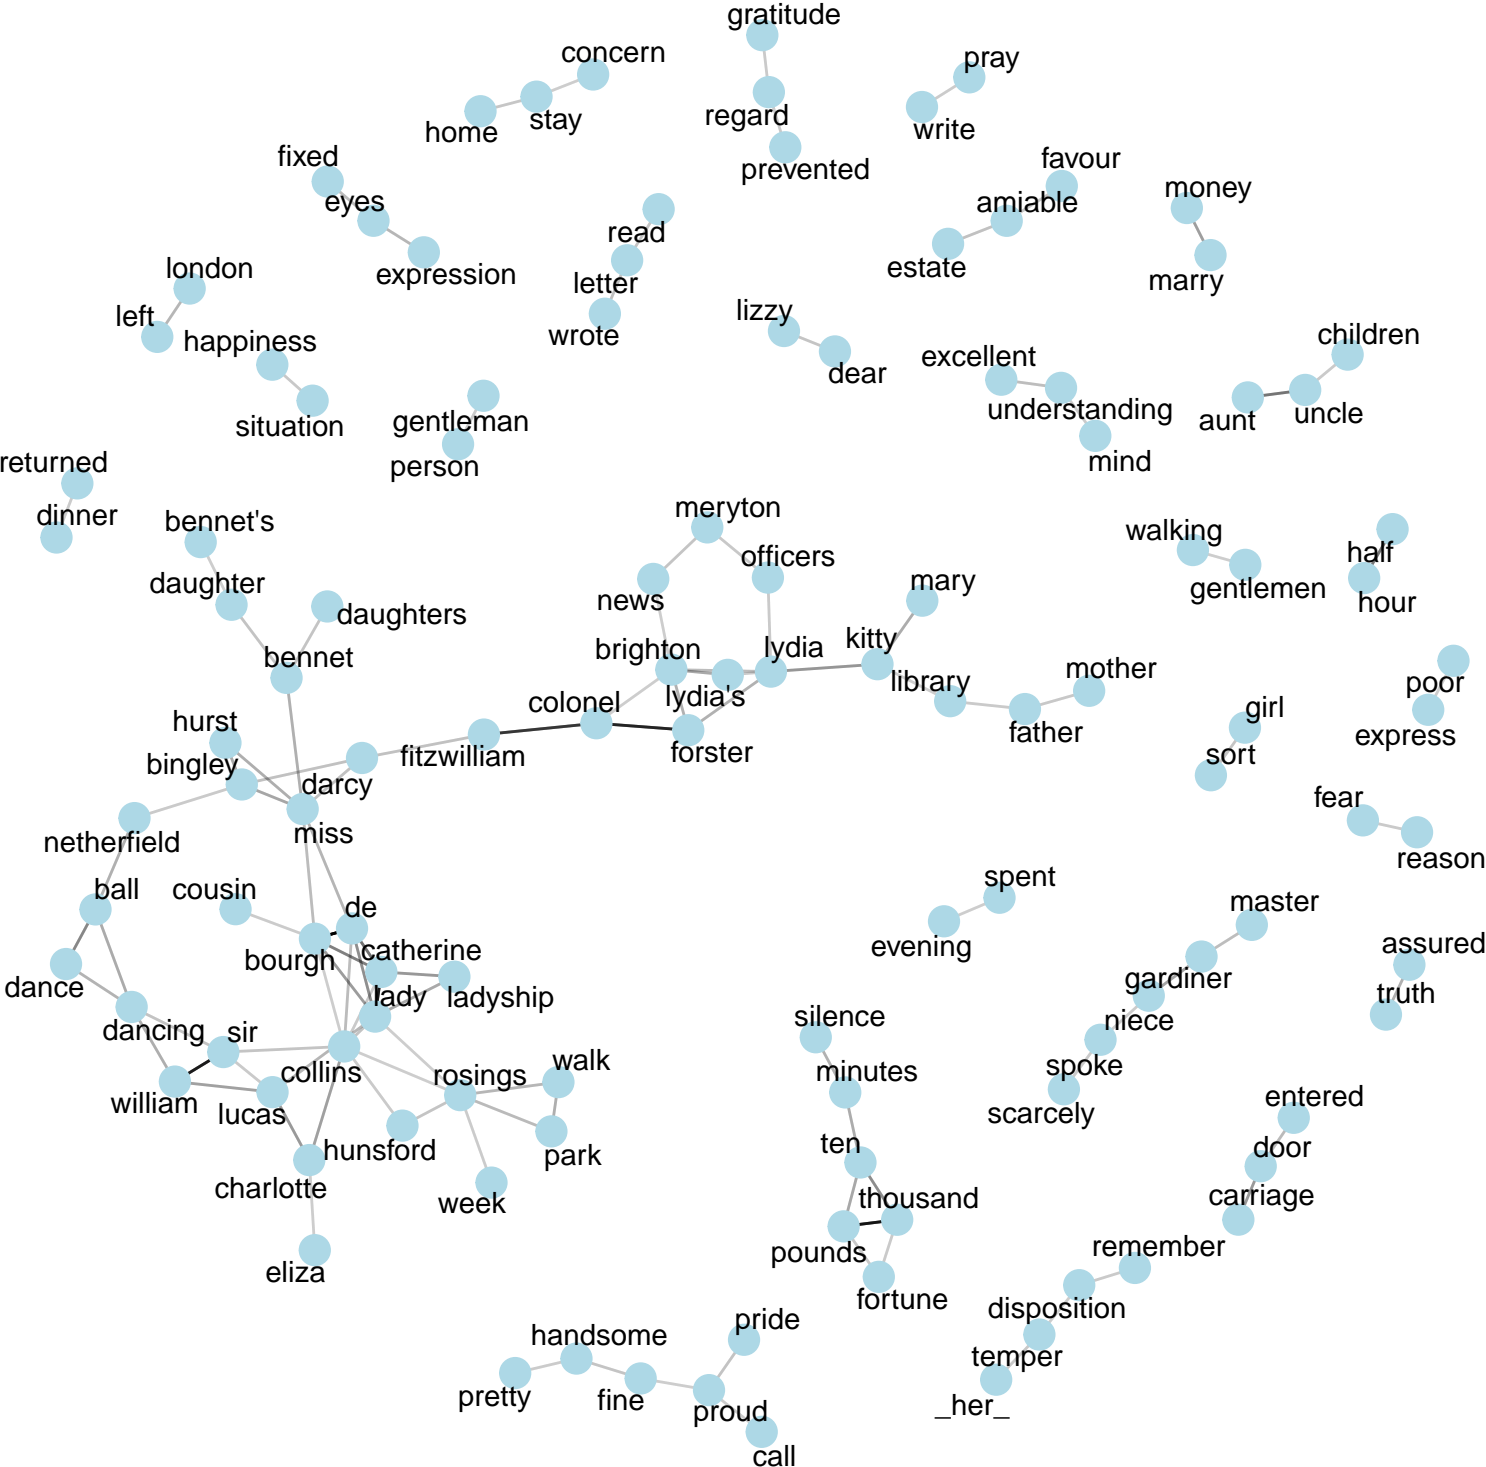 gratitude
concern
pray
regard
home
stay
write
prevented
fixed
favour
eyes
amiable
money
read
estate
london
expression
letter
marry
left
lizzy
happiness
wrote
children
excellent
dear
situation
gentleman
understanding
aunt
uncle
person
mind
returned
meryton
dinner
bennet's
walking
officers
half
daughter
mary
gentlemen
news
hour
daughters
kitty
bennet
brighton
lydia
mother
library
poor
lydia's
colonel
girl
hurst
father
express
bingley
fitzwilliam
forster
sort
darcy
fear
miss
netherfield
reason
spent
ball
cousin
master
de
evening
assured
bourgh
catherine
gardiner
dance
lady
ladyship
truth
silence
niece
dancing
sir
walk
spoke
collins
rosings
minutes
entered
william
lucas
scarcely
ten
door
hunsford
park
charlotte
thousand
carriage
week
pounds
remember
eliza
fortune
disposition
pride
handsome
temper
pretty
fine
proud
_her_
call